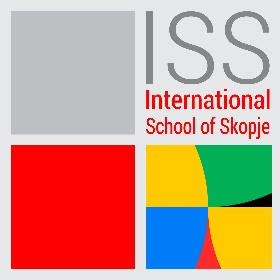 ISS
International
School of Skopje